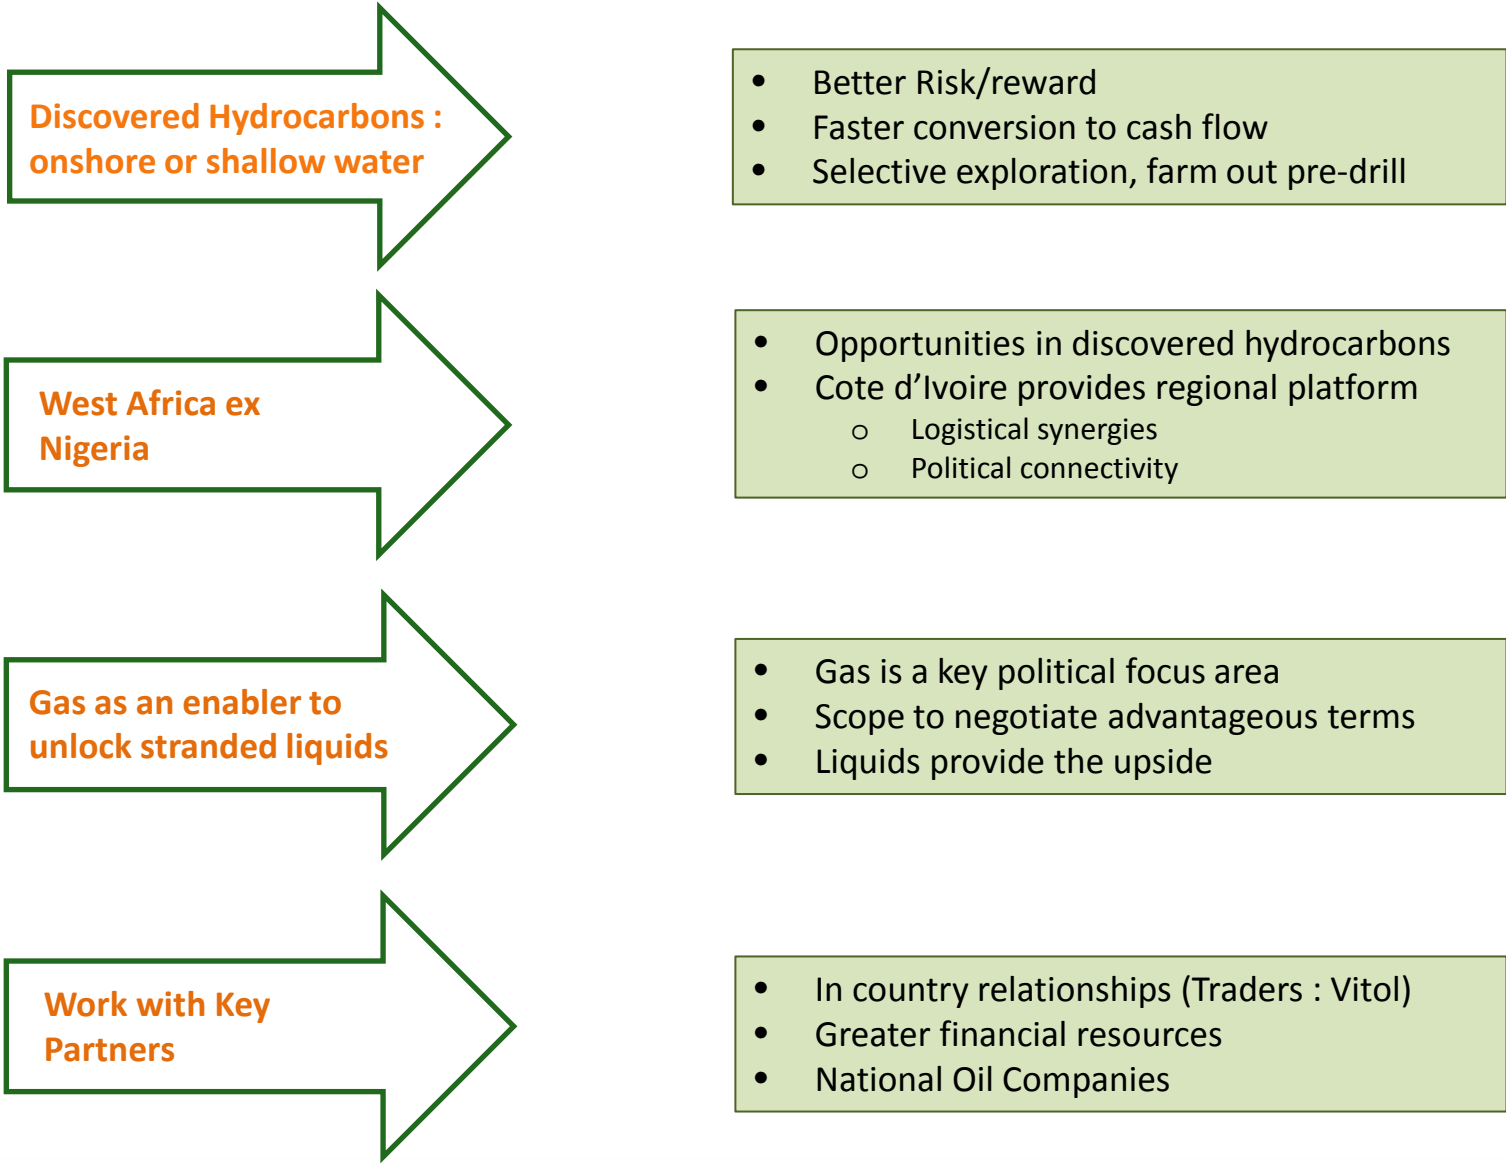 Discovered Hydrocarbons :
onshore or shallow water
• Better Risk/reward
• Faster conversion to cash flow
• Selective exploration, farm out pre-drill
West Africa ex
Nigeria
• Opportunities in discovered hydrocarbons
• Cote d’Ivoire provides regional platform
o Logistical synergies
o Political connectivity
Gas as an enabler to
unlock stranded liquids
• Gas is a key political focus area
• Scope to negotiate advantageous terms
• Liquids provide the upside
Work with Key
Partners
• In country relationships (Traders : Vitol)
• Greater financial resources
• National Oil Companies